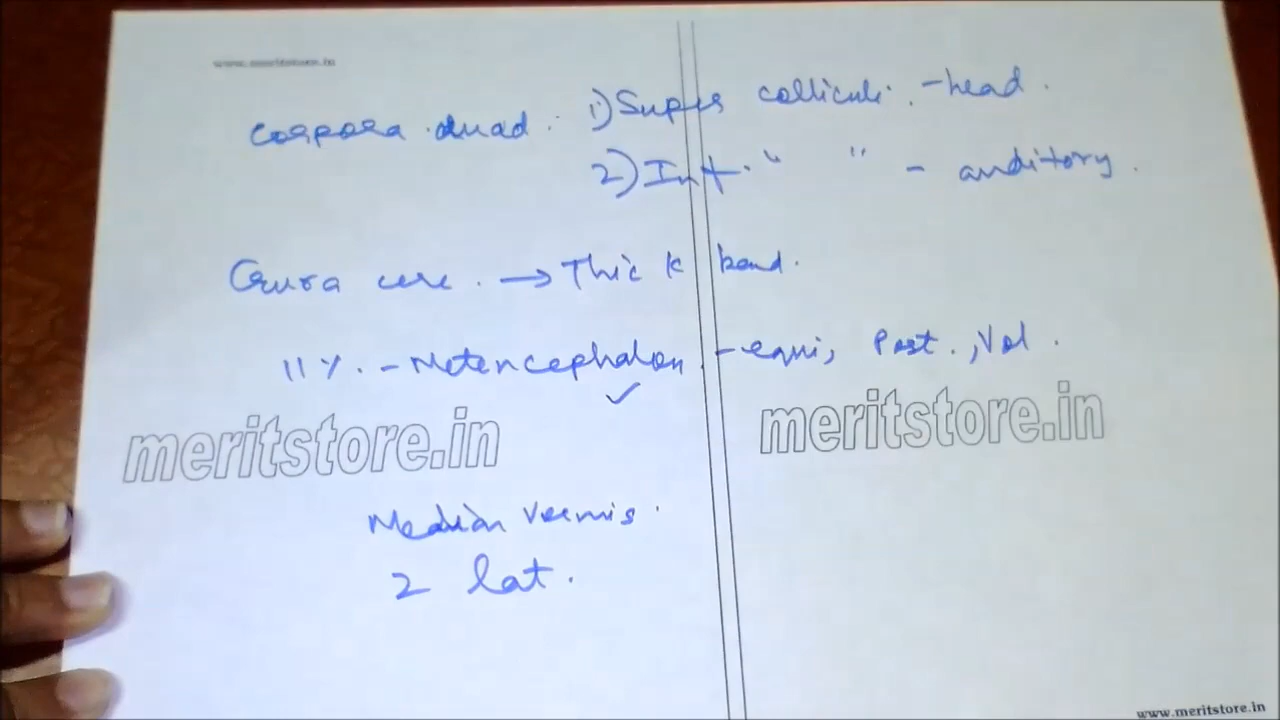 www.meritstore.in
Corpora quad. 1) Super colliculi. - head.
2) Inf. " " - auditory.
Crura cere. → Thick band.
11%. - Metencephalon - equi, Post., Vol.
meritstore.in meritstore.in
Median Vermis.
2 lat.
www.meritstore.in